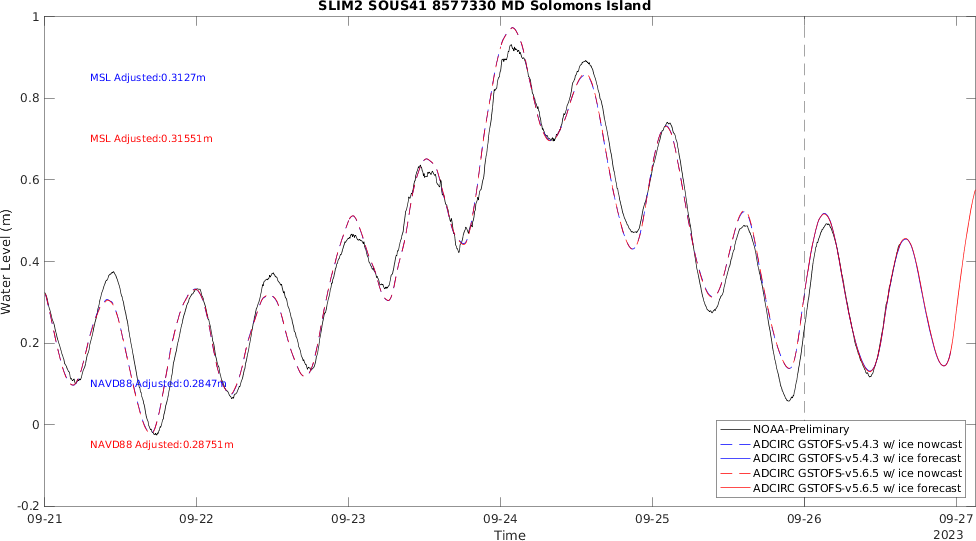 SLIM2 SOUS41 8577330 MD Solomons Island
1
0.8
0.6
0.4
0.2
0
-0.2
Water Level (m)
MSL Adjusted:0.3127m
MSL Adjusted:0.31551m
NAVD88 Adjusted:0.2847m
NAVD88 Adjusted:0.28751m
NOAA-Preliminary
ADCIRC GSTOFS-v5.4.3 w/ ice nowcast
ADCIRC GSTOFS-v5.4.3 w/ ice forecast
ADCIRC GSTOFS-v5.6.5 w/ ice nowcast
ADCIRC GSTOFS-v5.6.5 w/ ice forecast
09-21 09-22 09-23 09-24 09-25 09-26 09-27
Time
2023